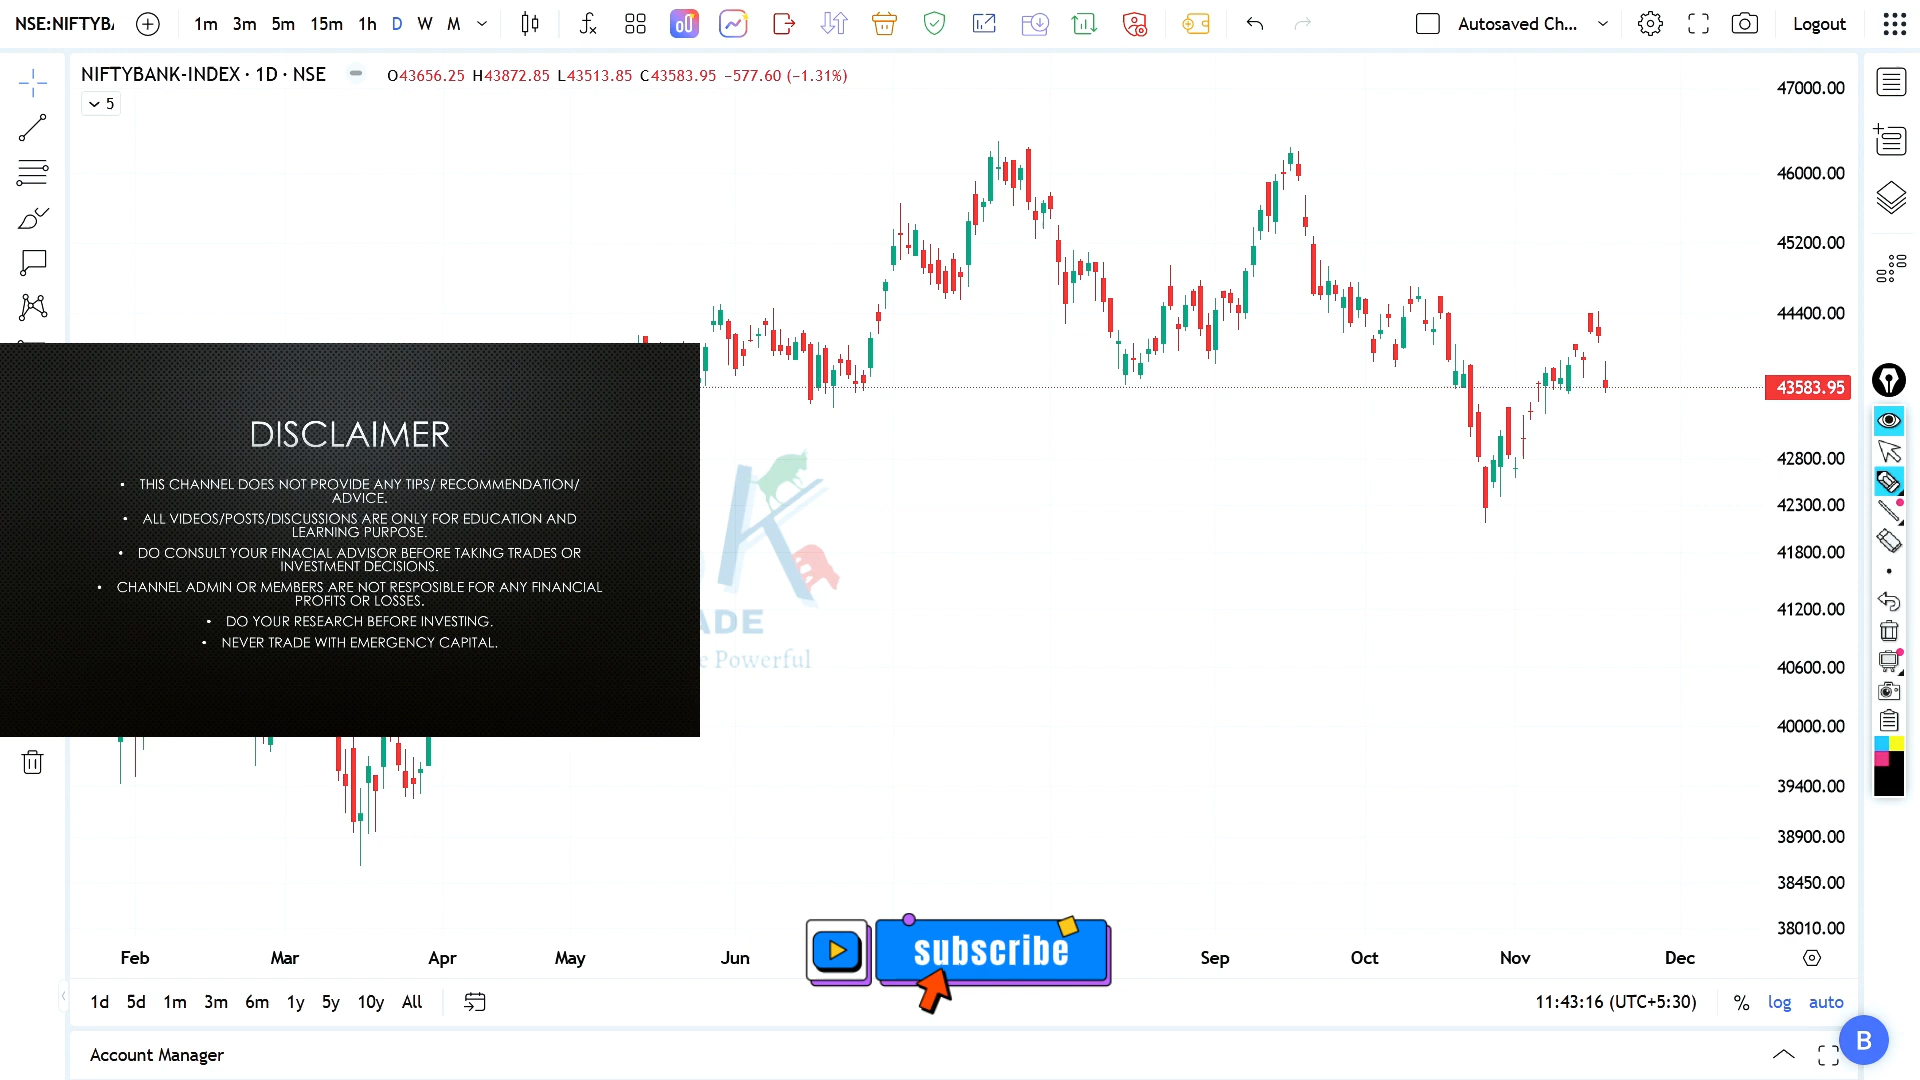 NSE:NIFTYB
1m 3m 5m 15m 1h D W M
Autosaved Ch...
Logout
NIFTYBANK-INDEX · 1D · NSE
O43656.25 H43872.85 L43513.85 C43583.95 −577.60 (−1.31%)
5
47000.00
46000.00
45200.00
44400.00
43583.95
42800.00
42300.00
41800.00
41200.00
40600.00
40000.00
39400.00
38900.00
38450.00
38010.00
DISCLAIMER
• THIS CHANNEL DOES NOT PROVIDE ANY TIPS/ RECOMMENDATION/
ADVICE.
• ALL VIDEOS/POSTS/DISCUSSIONS ARE ONLY FOR EDUCATION AND
LEARNING PURPOSE.
• DO CONSULT YOUR FINACIAL ADVISOR BEFORE TAKING TRADES OR
INVESTMENT DECISIONS.
• CHANNEL ADMIN OR MEMBERS ARE NOT RESPOSIBLE FOR ANY FINANCIAL
PROFITS OR LOSSES.
• DO YOUR RESEARCH BEFORE INVESTING.
• NEVER TRADE WITH EMERGENCY CAPITAL.
ADE
e Powerful
subscribe
Feb Mar Apr May Jun Sep Oct Nov Dec
1d 5d 1m 3m 6m 1y 5y 10y All
11:43:16 (UTC+5:30) % log auto
Account Manager
B